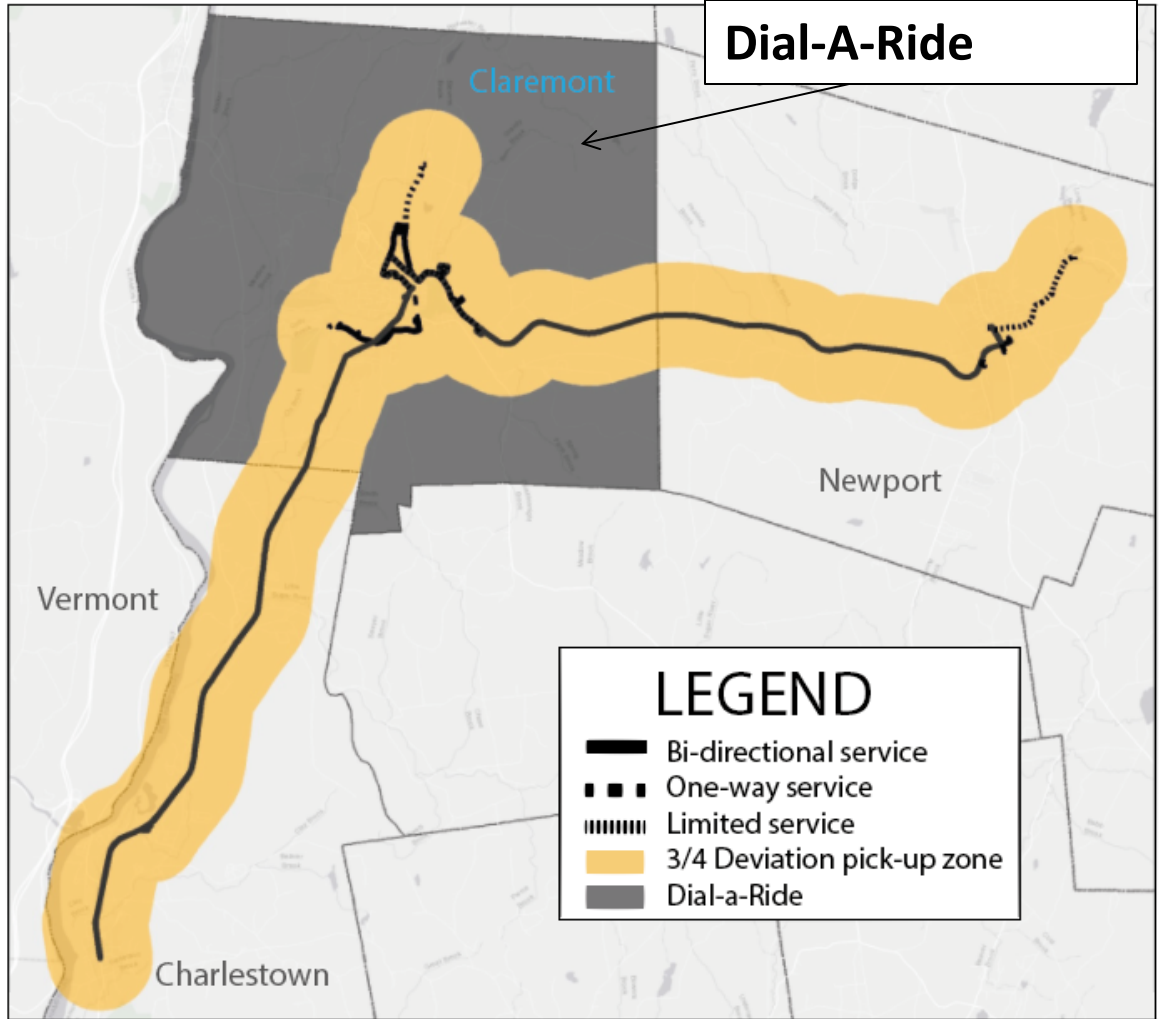 Dial-A-Ride
Claremont
Newport
Vermont
LEGEND
Bi-directional service
One-way service
Limited service
3/4 Deviation pick-up zone
Dial-a-Ride
Charlestown